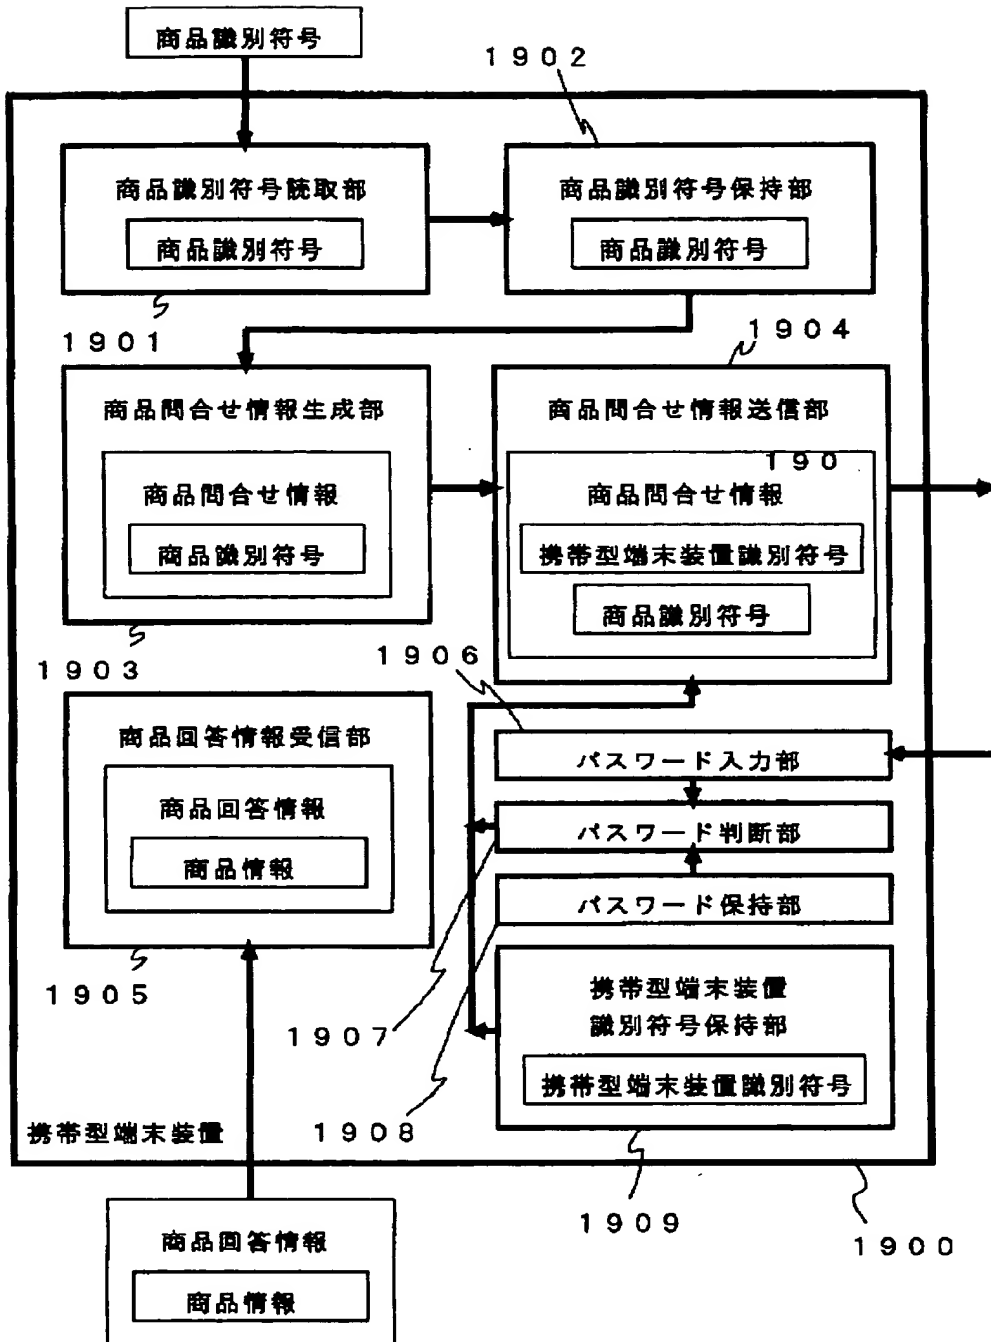 商品識別符号
1902
商品識別符号読取部
商品識別符号
商品識別符号保持部
商品識別符号
1901
1904
商品問合せ情報生成部
商品問合せ情報
商品識別符号
商品問合せ情報送信部
190
商品問合せ情報
携帯型端末装置識別符号
商品識別符号
1903
1906
商品回答情報受信部
商品回答情報
商品情報
パスワード入力部
パスワード判断部
パスワード保持部
1905
1907
携帯型端末装置
識別符号保持部
携帯型端末装置識別符号
1908
携帯型端末装置
1909
1900
商品回答情報
商品情報